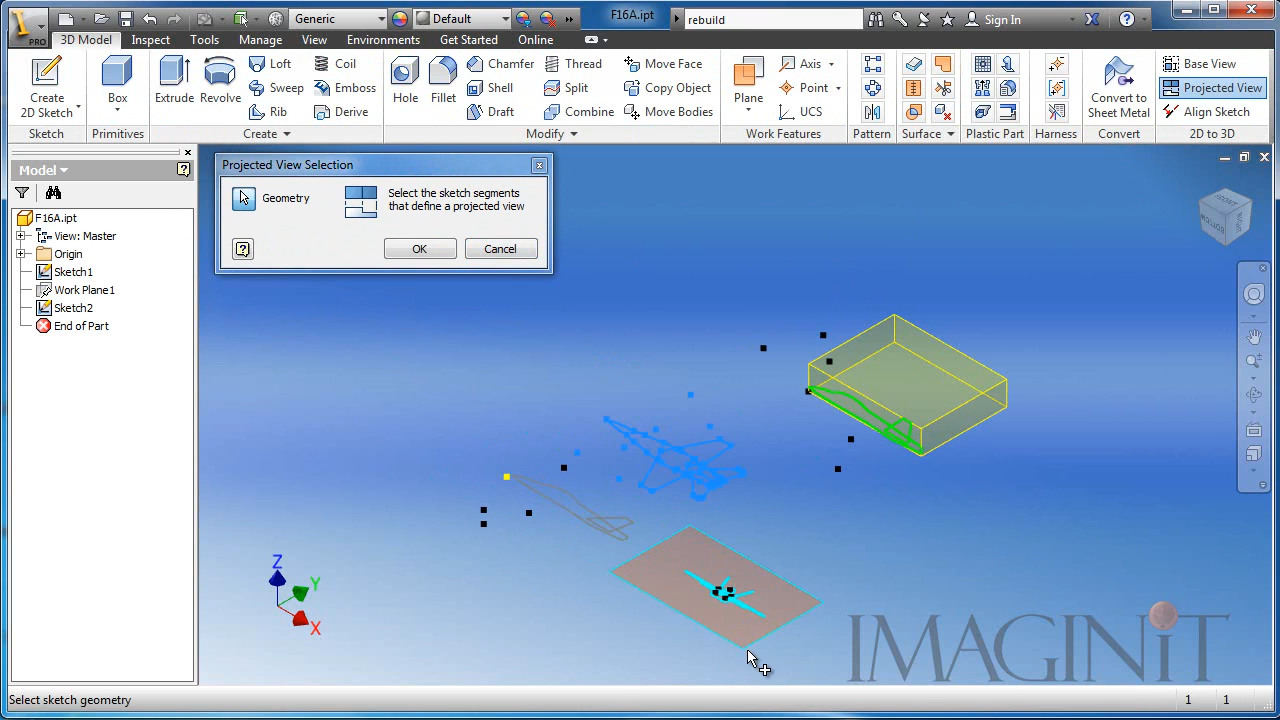 PRO
Generic
Default
F16A.ipt
rebuild
Sign In
3D Model
Inspect
Tools
Manage
View
Environments
Get Started
Online
Create
2D Sketch
Sketch
Box
Primitives
Extrude
Revolve
Loft
Sweep
Rib
Coil
Emboss
Derive
Create
Hole
Fillet
Chamfer
Shell
Draft
Thread
Split
Combine
Move Face
Copy Object
Move Bodies
Modify
Plane
Axis
Point
UCS
Work Features
Pattern
Surface
Plastic Part
Harness
Convert to
Sheet Metal
Convert
Base View
Projected View
Align Sketch
2D to 3D
Model
F16A.ipt
View: Master
Origin
Sketch1
Work Plane1
Sketch2
End of Part
Projected View Selection
Geometry
Select the sketch segments
that define a projected view
OK
Cancel
BOTTOM
Z
Y
X
IMAGINiT
Select sketch geometry
1
1